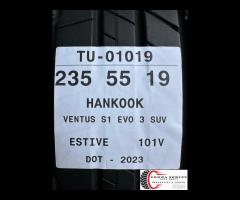 TU-01019
235 55 19
HANKOOK
VENTUS S1 EVO 3 SUV
ESTIVE 101V
DOT - 2023